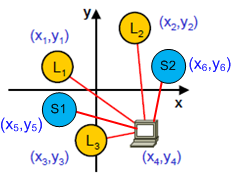 y
(x₂,y₂)
(x₁,y₁)
L₂
L₁
S2
(x₆,y₆)
x
S1
(x₅,y₅)
L₃
(x₃,y₃)
(x₄,y₄)